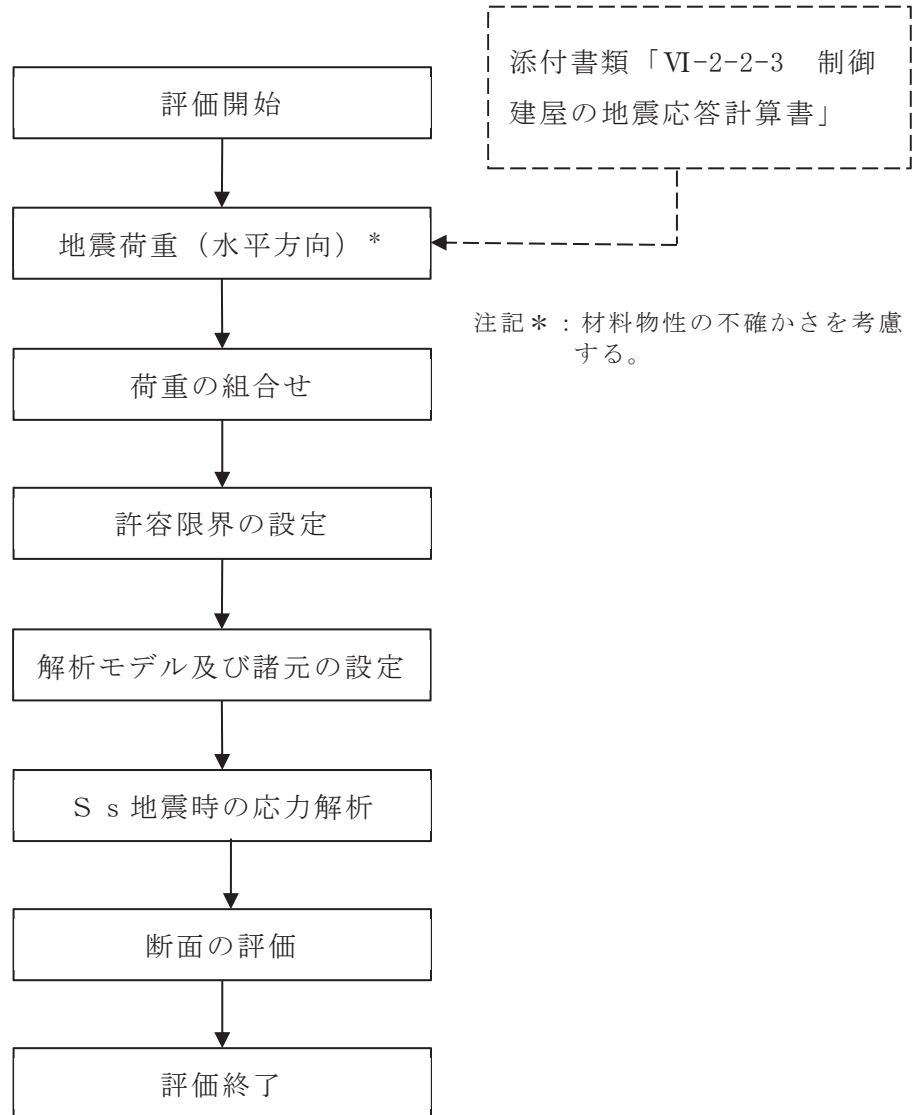 添付書類「Ⅵ-2-2-3　制御
建屋の地震応答計算書」
評価開始
地震荷重（水平方向）*
注記＊：材料物性の不確かさを考慮
する。
荷重の組合せ
許容限界の設定
解析モデル及び諸元の設定
Ｓｓ地震時の応力解析
断面の評価
評価終了